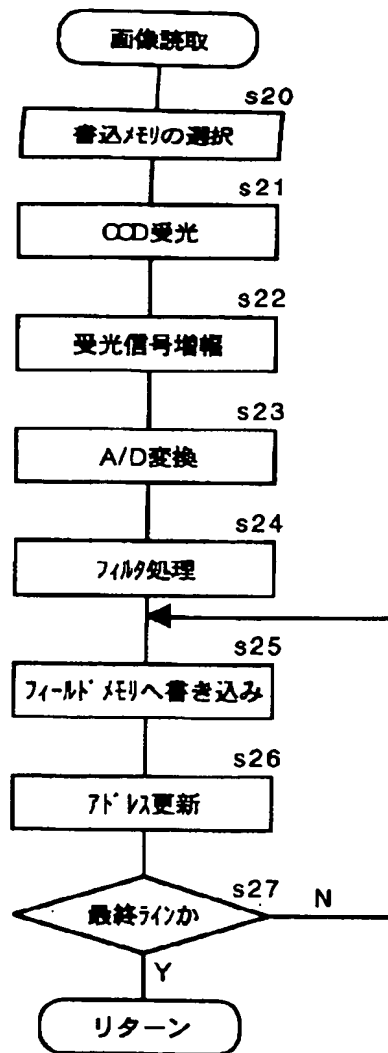 画像読取
s20
書込メモリの選択
s21
CCD受光
s22
受光信号増幅
s23
A/D変換
s24
フィルタ処理
s25
フィールドメモリへ書き込み
s26
アドレス更新
s27
最終ラインか
N
Y
リターン